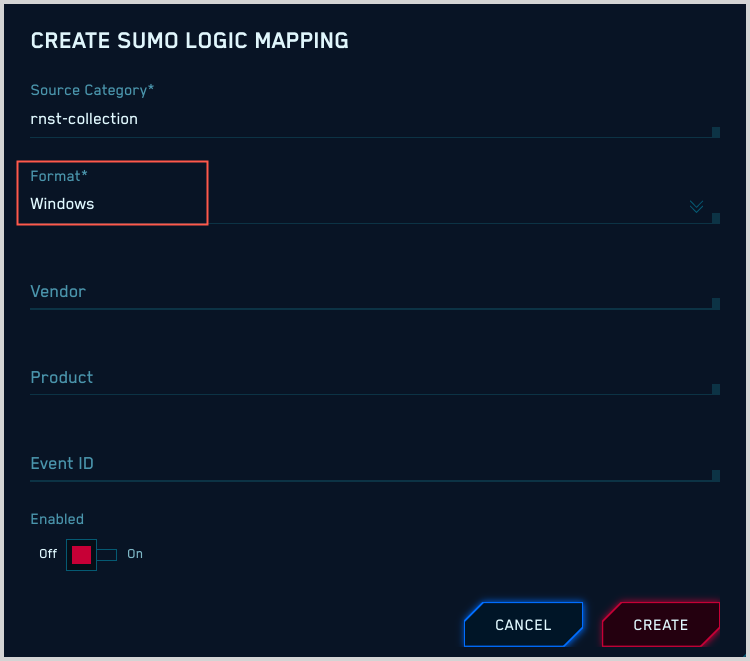 CREATE SUMO LOGIC MAPPING
Source Category*
rnst-collection
Format*
Windows
Vendor
Product
Event ID
Enabled
Off On
CANCEL CREATE